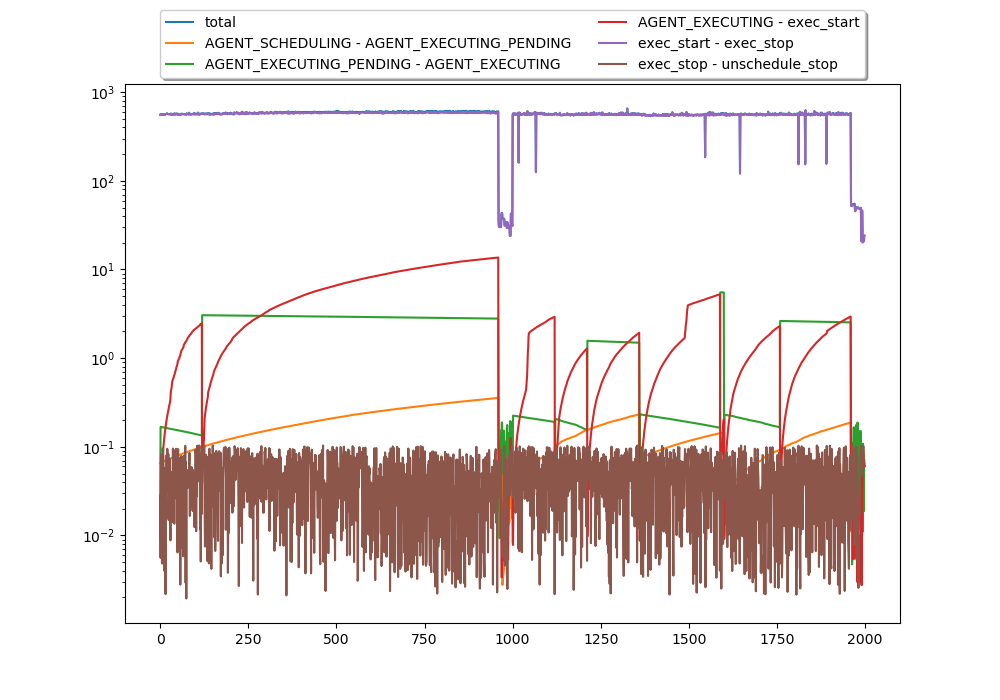 total
AGENT_SCHEDULING - AGENT_EXECUTING_PENDING
AGENT_EXECUTING_PENDING - AGENT_EXECUTING
AGENT_EXECUTING - exec_start
exec_start - exec_stop
exec_stop - unschedule_stop
10³
10²
10¹
10⁰
10⁻¹
10⁻²
0 250 500 750 1000 1250 1500 1750 2000